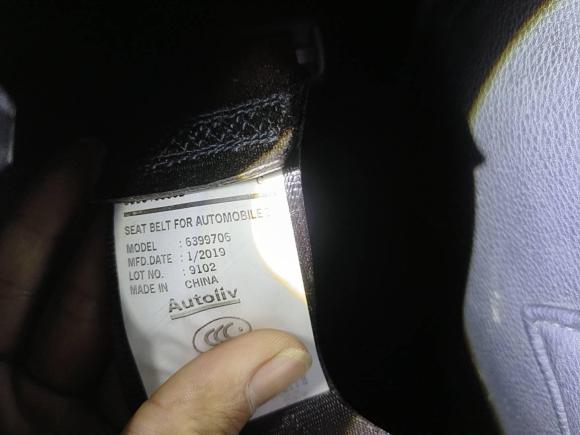 SEAT BELT FOR AUTOMOBILES
MODEL : 6399706
MFD.DATE : 1/2019
LOT NO. : 9102
MADE IN CHINA
Autoliv
CCC